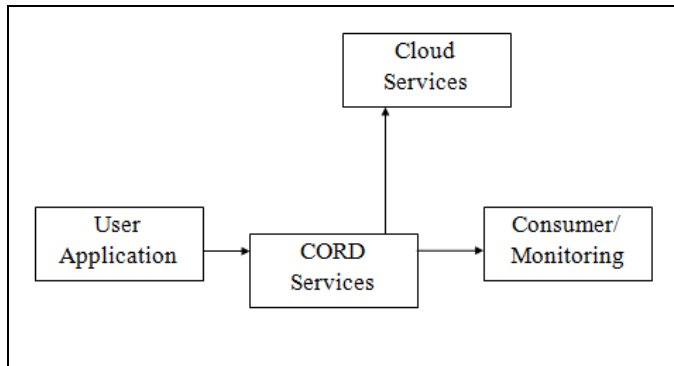 Cloud
Services
User
Application
CORD
Services
Consumer/
Monitoring